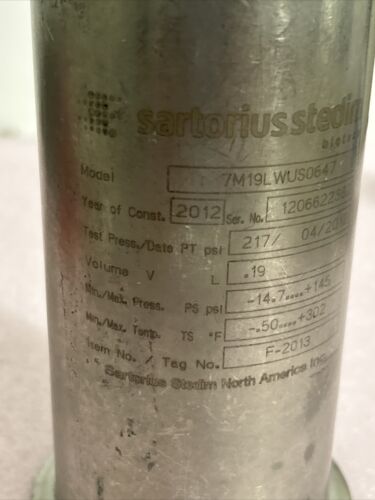 sartorius stedim
biotech
Model 7M19LWUS0647
Year of Const. 2012 Ser. No.
Test Press./Date PT psi 217/ 04/20
Volume V L .19
Min./Max. Press. PS psi -14.7....+145
Min./Max. Temp. TS °F -.50....+302
Item No. / Tag No. F-2013
Sartorius Stedim North America Inc.